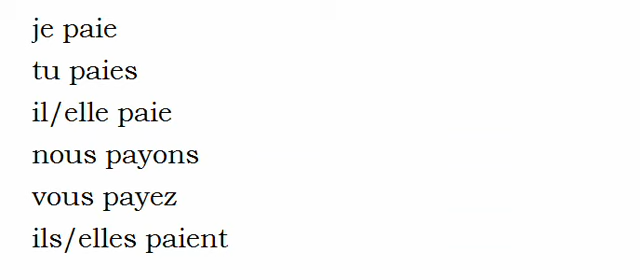 je paie
tu paies
il/elle paie
nous payons
vous payez
ils/elles paient